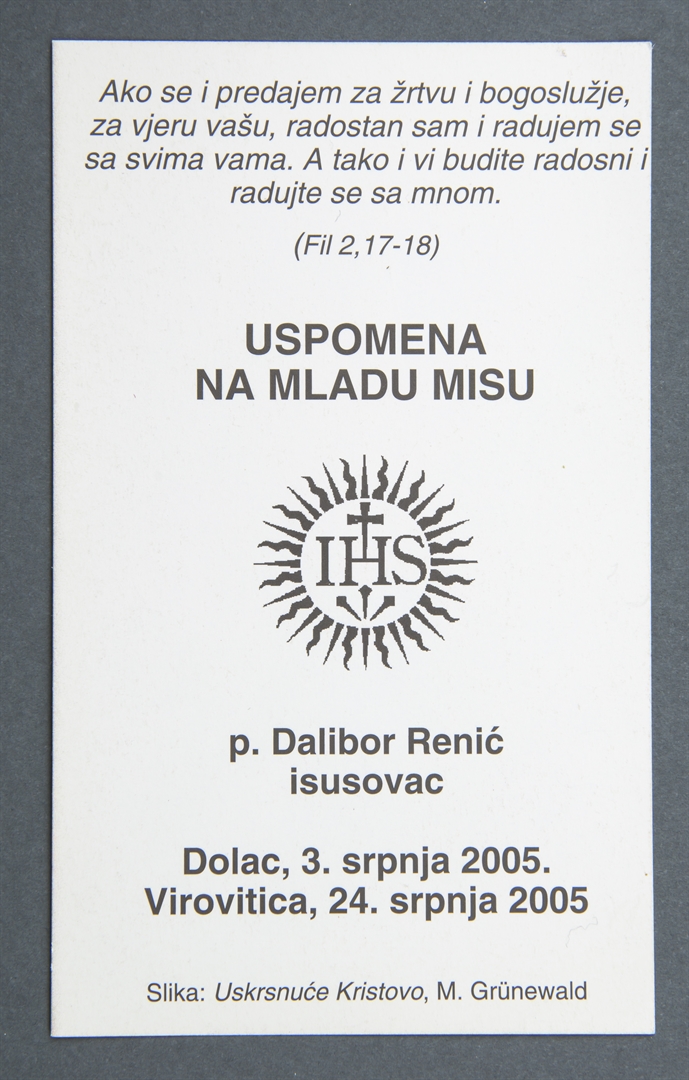 Ako se i predajem za žrtvu i bogoslužje,
za vjeru vašu, radostan sam i radujem se
sa svima vama. A tako i vi budite radosni i
radujte se sa mnom.
(Fil 2,17-18)
USPOMENA
NA MLADU MISU
IHS
p. Dalibor Renić
isusovac
Dolac, 3. srpnja 2005.
Virovitica, 24. srpnja 2005
Slika: Uskrsnuće Kristovo, M. Grünewald